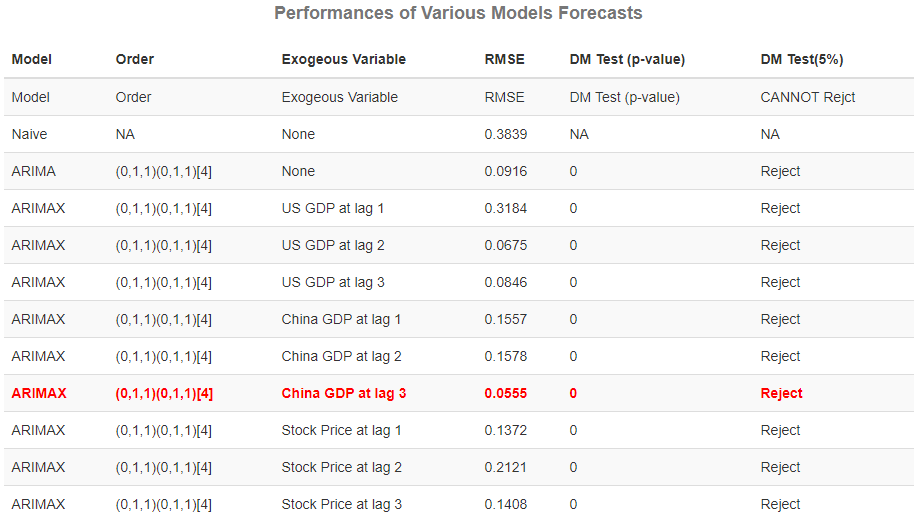 Performances of Various Models Forecasts
Model Order Exogeous Variable RMSE DM Test (p-value) DM Test(5%)
Model Order Exogeous Variable RMSE DM Test (p-value) CANNOT Rejct
Naive NA None 0.3839 NA NA
ARIMA (0,1,1)(0,1,1)[4] None 0.0916 0 Reject
ARIMAX (0,1,1)(0,1,1)[4] US GDP at lag 1 0.3184 0 Reject
ARIMAX (0,1,1)(0,1,1)[4] US GDP at lag 2 0.0675 0 Reject
ARIMAX (0,1,1)(0,1,1)[4] US GDP at lag 3 0.0846 0 Reject
ARIMAX (0,1,1)(0,1,1)[4] China GDP at lag 1 0.1557 0 Reject
ARIMAX (0,1,1)(0,1,1)[4] China GDP at lag 2 0.1578 0 Reject
ARIMAX (0,1,1)(0,1,1)[4] China GDP at lag 3 0.0555 0 Reject
ARIMAX (0,1,1)(0,1,1)[4] Stock Price at lag 1 0.1372 0 Reject
ARIMAX (0,1,1)(0,1,1)[4] Stock Price at lag 2 0.2121 0 Reject
ARIMAX (0,1,1)(0,1,1)[4] Stock Price at lag 3 0.1408 0 Reject